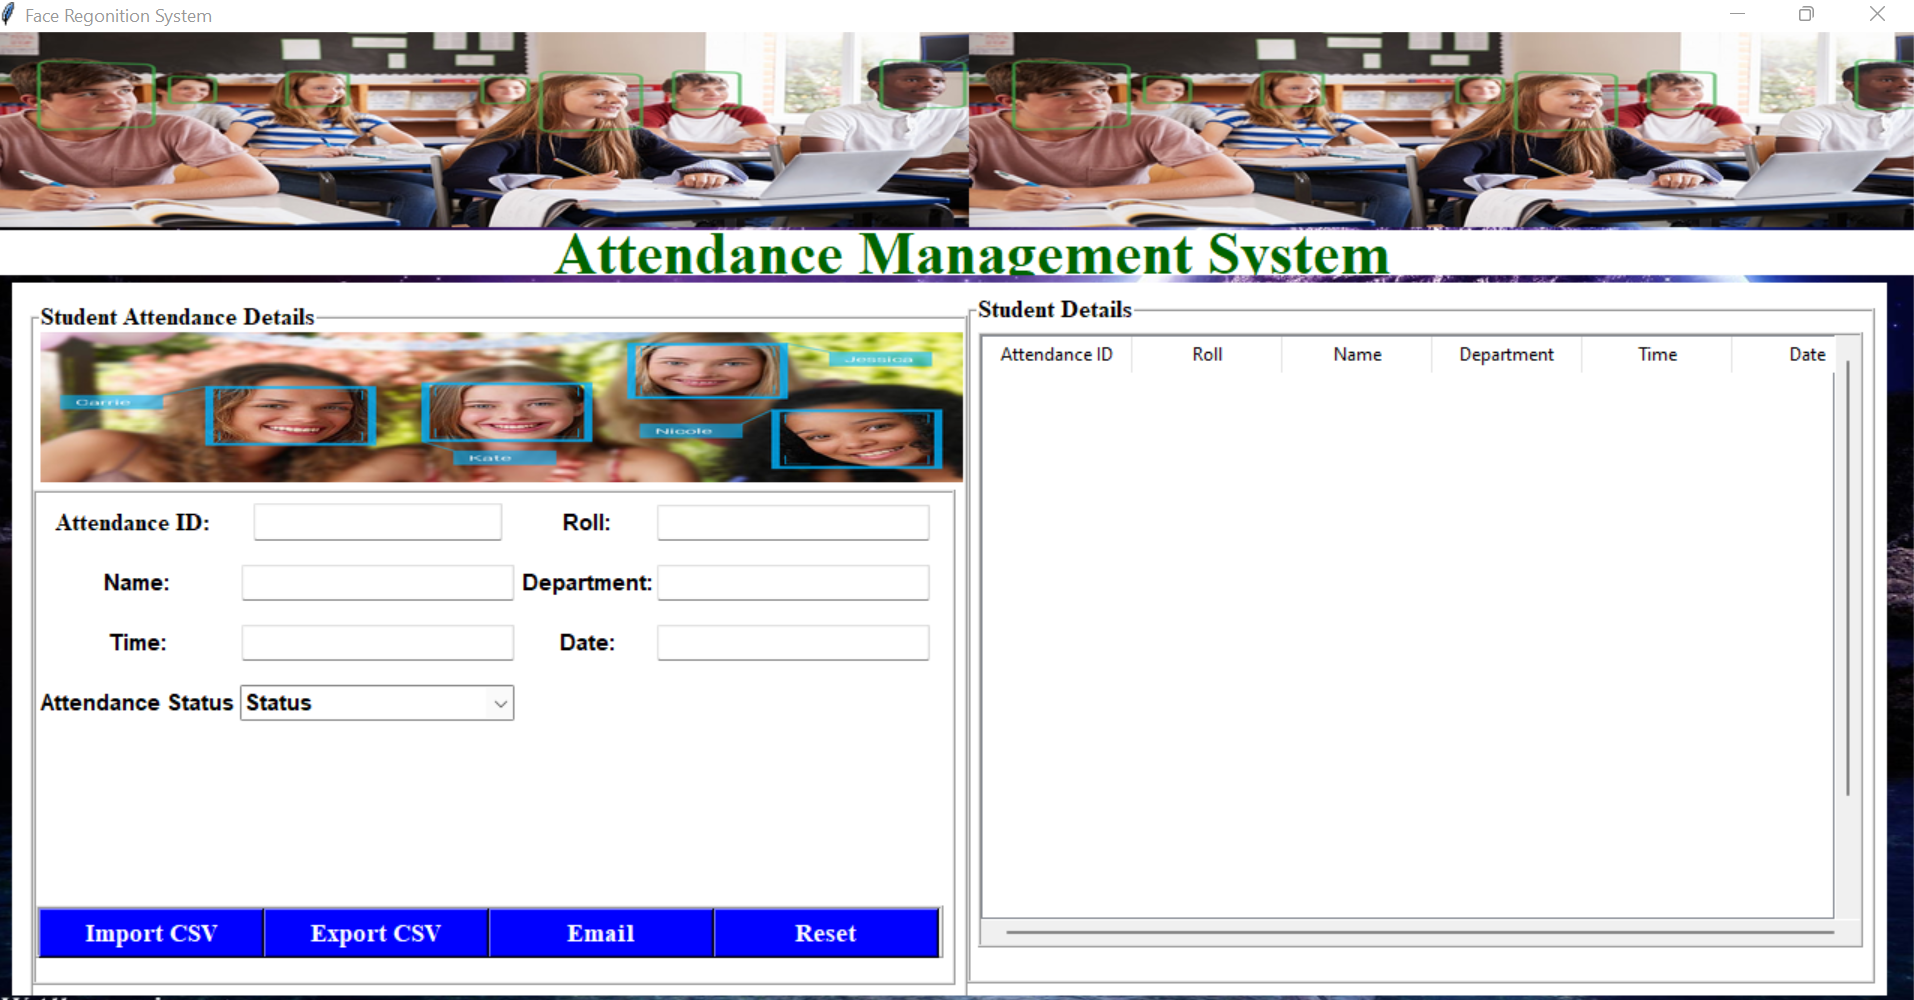 Face Regonition System
Attendance Management System
Student Attendance Details
Carrie
Kate
Jessica
Nicole
Attendance ID:
Roll:
Name:
Department:
Time:
Date:
Attendance Status
Status
Import CSV
Export CSV
Email
Reset
Student Details
Attendance ID
Roll
Name
Department
Time
Date